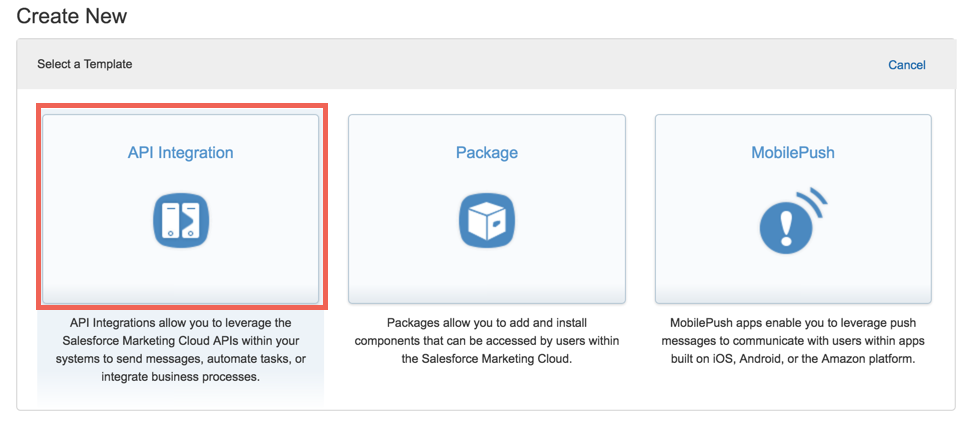 Create New
Select a Template
Cancel
API Integration
API Integrations allow you to leverage the
Salesforce Marketing Cloud APIs within your
systems to send messages, automate tasks, or
integrate business processes.
Package
Packages allow you to add and install
components that can be accessed by users within
the Salesforce Marketing Cloud.
MobilePush
MobilePush apps enable you to leverage push
messages to communicate with users within apps
built on iOS, Android, or the Amazon platform.